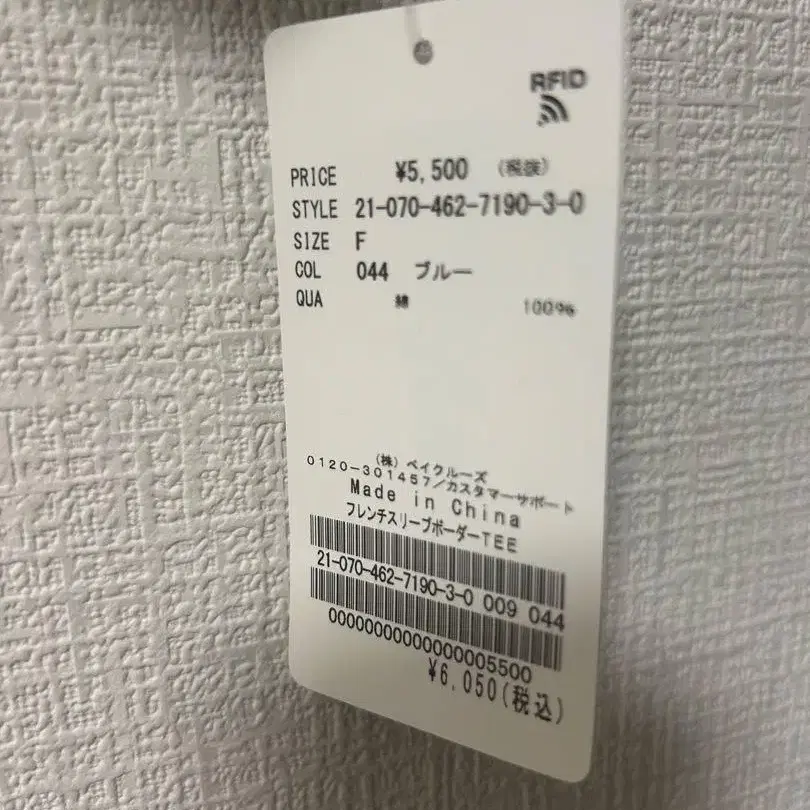 RFID
PRICE ¥5,500 (税抜)
STYLE 21-070-462-7190-3-0
SIZE F
COL 044 ブルー
QUA 綿 100%
(株) ベイクルーズ
0120-301457/カスタマーサポート
Made in China
フレンチスリーブボーダーTEE
21-070-462-7190-3-0 009 044
00000000000000005500
¥6,050(税込)